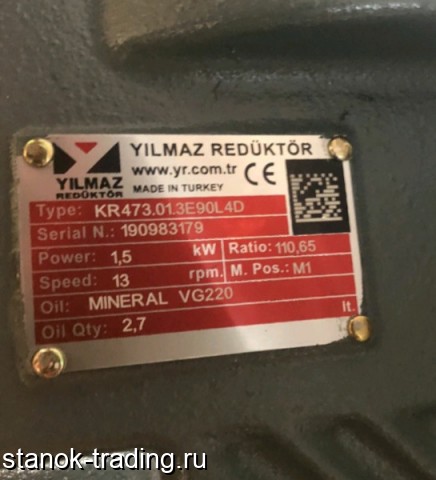 YILMAZ REDÜKTÖR
www.yr.com.tr CE
YILMAZ
REDÜKTÖR
MADE IN TURKEY
Type: KR473.01.3E90L4D
Serial N.: 190983179
Power: 1,5 kW Ratio: 110,65
Speed: 13 rpm. M. Pos.: M1
Oil: MINERAL VG220
Oil Qty: 2,7 lt.
stanok-trading.ru